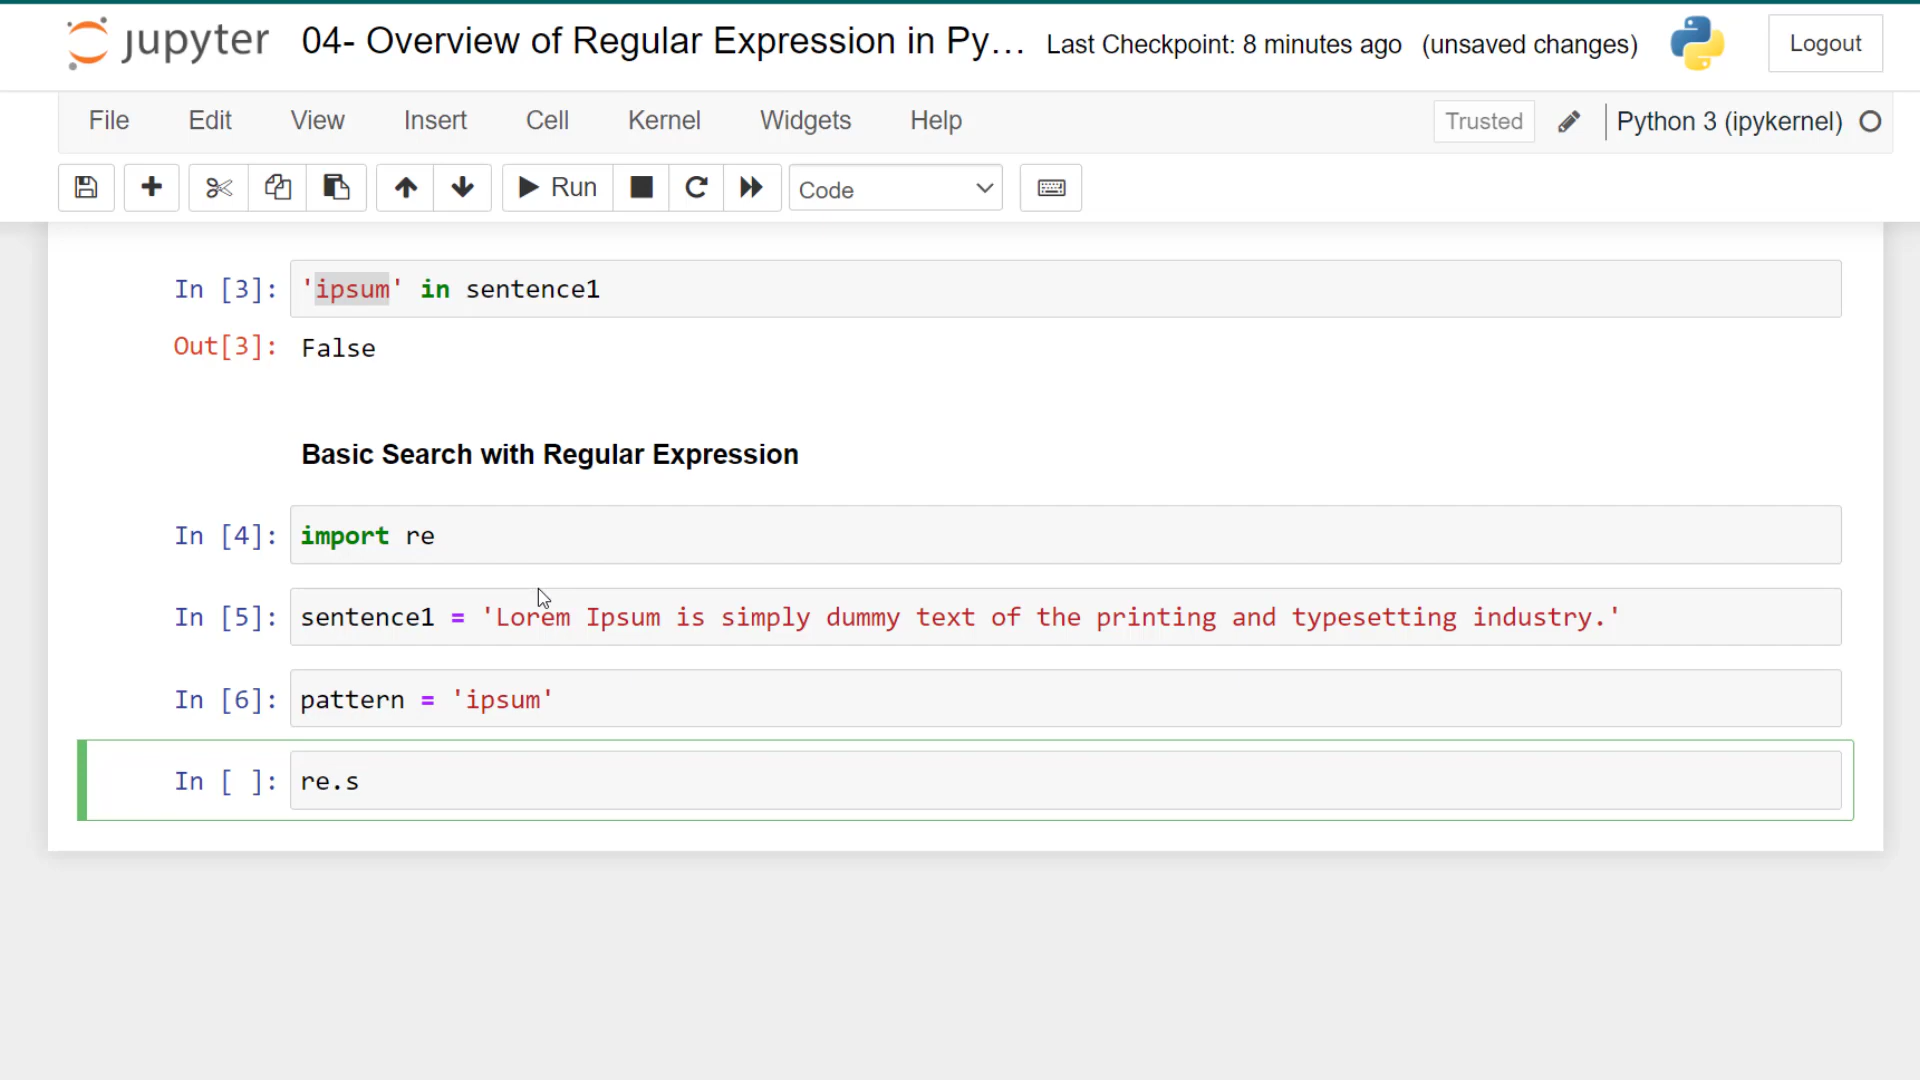 jupyter 04- Overview of Regular Expression in Py... Last Checkpoint: 8 minutes ago (unsaved changes) Logout
File Edit View Insert Cell Kernel Widgets Help Trusted Python 3 (ipykernel)
Run Code
In [3]: 'ipsum' in sentence1
Out[3]: False
Basic Search with Regular Expression
In [4]: import re
In [5]: sentence1 = 'Lorem Ipsum is simply dummy text of the printing and typesetting industry.'
In [6]: pattern = 'ipsum'
In [ ]: re.s